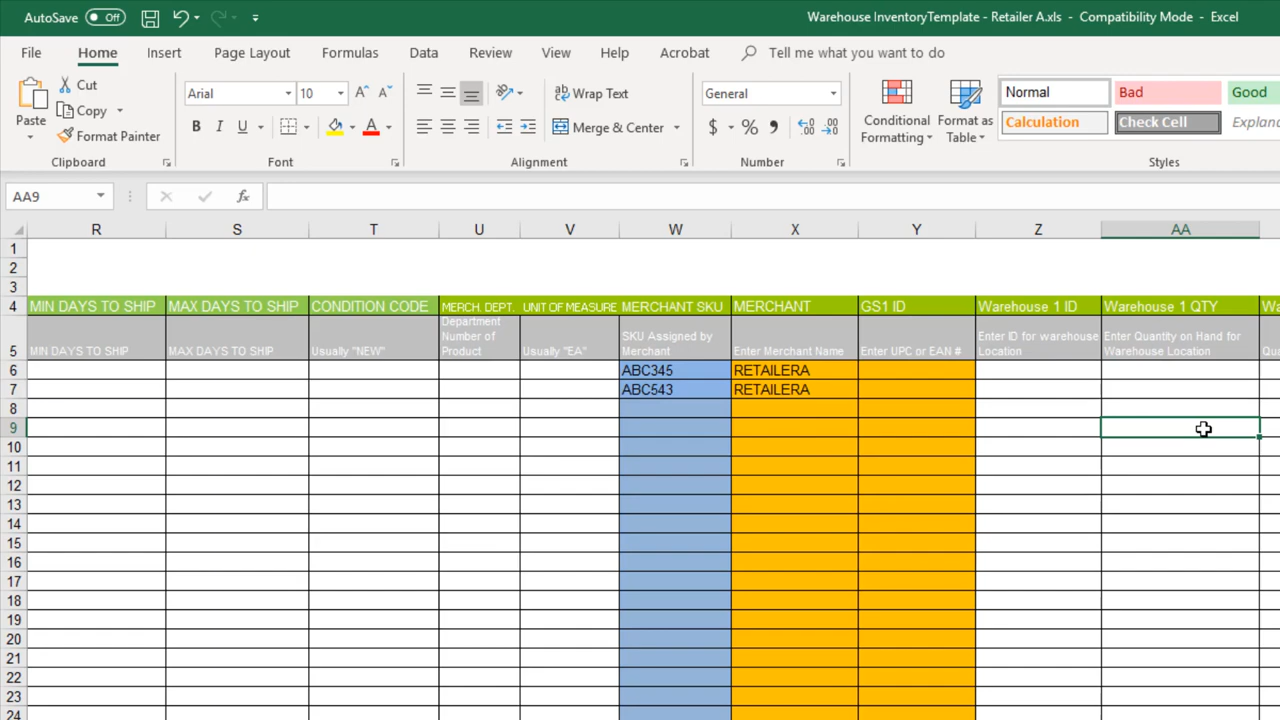 AutoSave Off
Warehouse InventoryTemplate - Retailer A.xls - Compatibility Mode - Excel
File Home Insert Page Layout Formulas Data Review View Help Acrobat Tell me what you want to do
Paste
Cut
Copy
Format Painter
Clipboard
Arial 10
B I U A
Font
ab Wrap Text
Merge & Center
Alignment
General
$ % ,
Number
Conditional Formatting
Format as Table
Normal Bad Good
Calculation Check Cell
Styles
AA9 fx
R S T U V W X Y Z AA
1
2
3
4 MIN DAYS TO SHIP MAX DAYS TO SHIP CONDITION CODE MERCH. DEPT. UNIT OF MEASURE MERCHANT SKU MERCHANT GS1 ID Warehouse 1 ID Warehouse 1 QTY
5 MIN DAYS TO SHIP MAX DAYS TO SHIP Usually "NEW" Department Number of Product Usually "EA" SKU Assigned by Merchant Enter Merchant Name Enter UPC or EAN # Enter ID for warehouse Location Enter Quantity on Hand for Warehouse Location
6 ABC345 RETAILERA
7 ABC543 RETAILERA
8
9
10
11
12
13
14
15
16
17
18
19
20
21
22
23
24